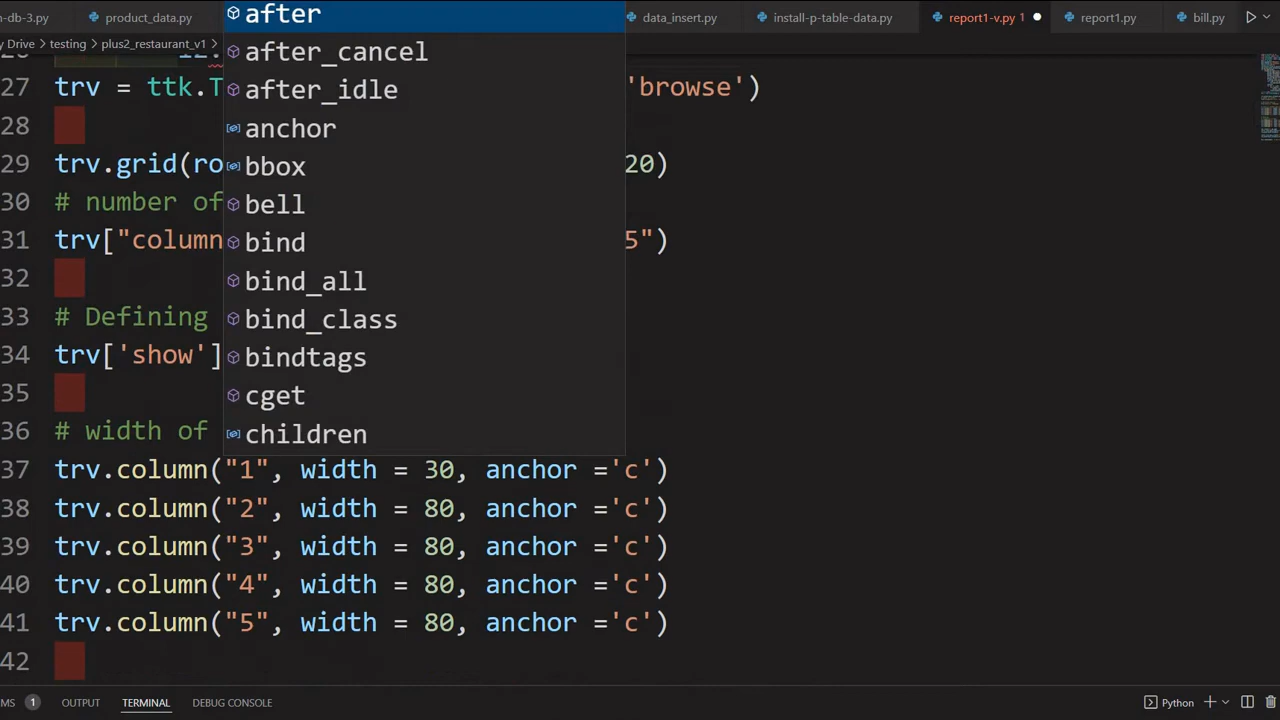 n-db-3.py product_data.py data_insert.py install-p-table-data.py report1-v.py 1 report1.py bill.py
y Drive > testing > plus2_restaurant_v1
after
after_cancel
27 trv = ttk.T 'browse')
after_idle
28
anchor
29 trv.grid(ro 20)
bbox
30 # number of
bell
31 trv["column 5")
bind
32
bind_all
33 # Defining
bind_class
34 trv['show']
bindtags
35
cget
36 # width of
children
37 trv.column("1", width = 30, anchor ='c')
38 trv.column("2", width = 80, anchor ='c')
39 trv.column("3", width = 80, anchor ='c')
40 trv.column("4", width = 80, anchor ='c')
41 trv.column("5", width = 80, anchor ='c')
42
MS 1 OUTPUT TERMINAL DEBUG CONSOLE Python